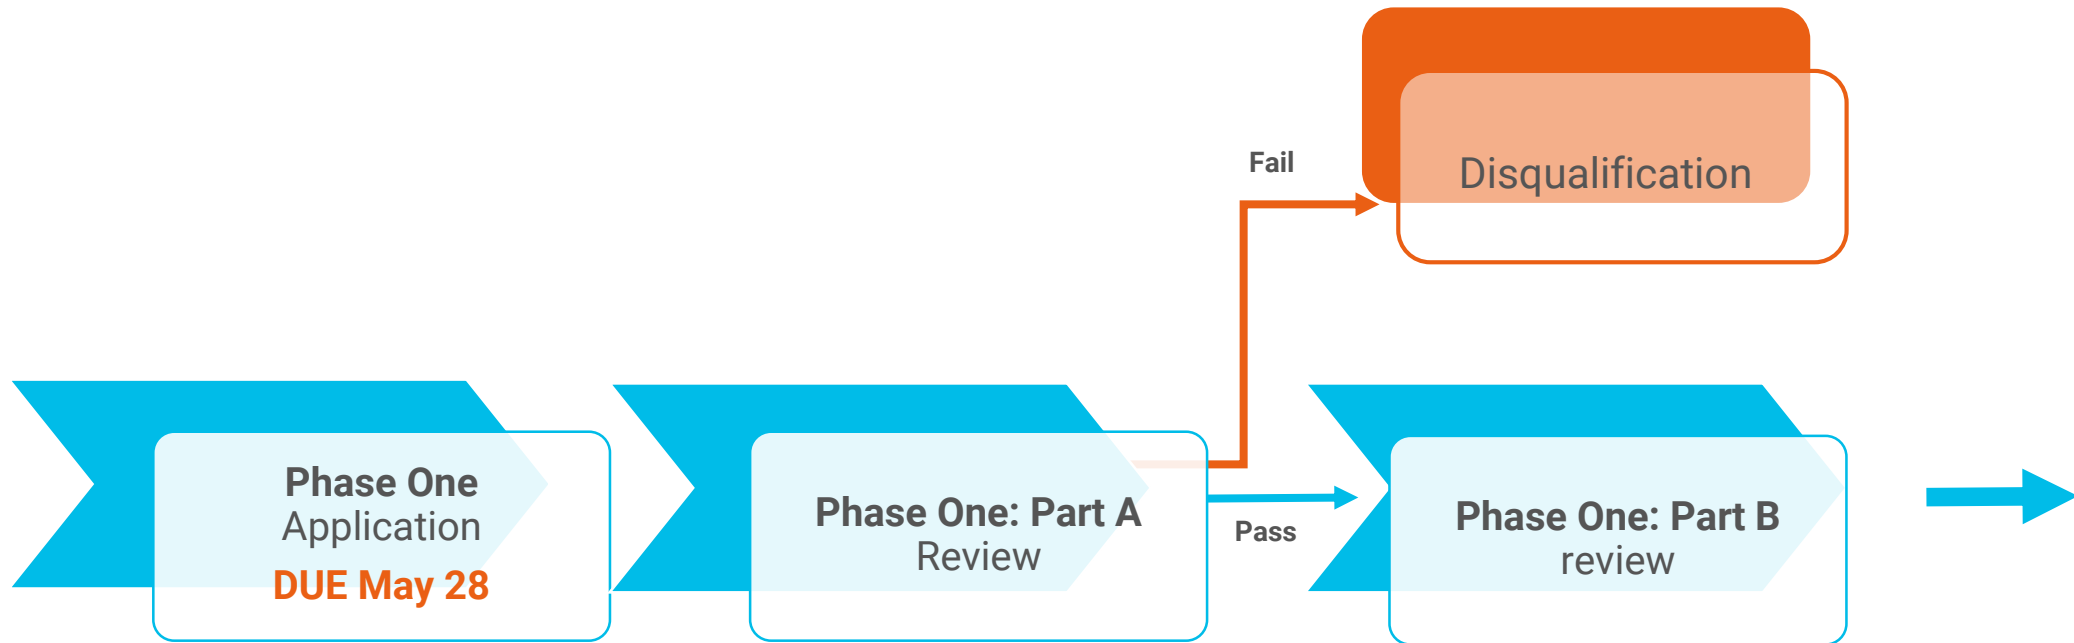 Fail
Disqualification
Phase One
Application
DUE May 28
Phase One: Part A
Review
Pass
Phase One: Part B
review